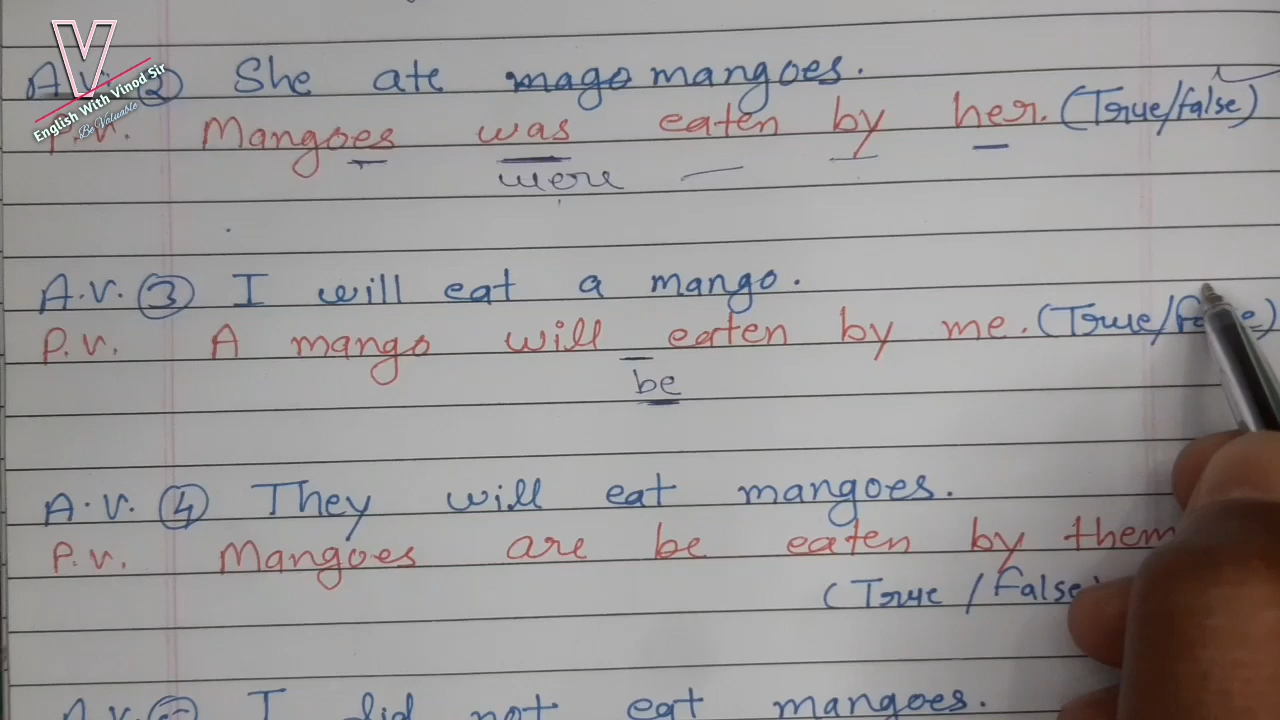 V
English With Vinod Sir
Be Valuable
A.V. ② She ate mago mangoes.
P.V. Mangoes was eaten by her. (True/false)
were
A.V. ③ I will eat a mango.
P.V. A mango will eaten by me. (True/
be
A.V. ④ They will eat mangoes.
P.V. Mangoes are be eaten by them
(True / False)
I did not eat mangoes.